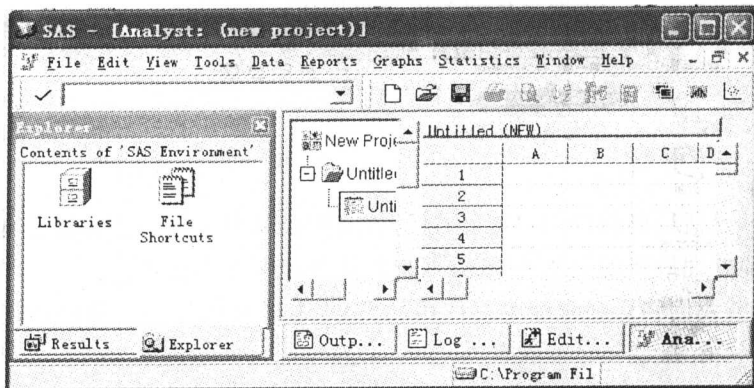 SAS - [Analyst: (new project)]
File Edit View Tools Data Reports Graphs Statistics Window Help
Explorer
Contents of 'SAS Environment'
Libraries
File Shortcuts
New Proje
Untitled
Unti
Untitled (NEW)
A B C D
1
2
3
4
5
Results
Explorer
Outp...
Log ...
Edit...
Ana...
C:\Program Fil